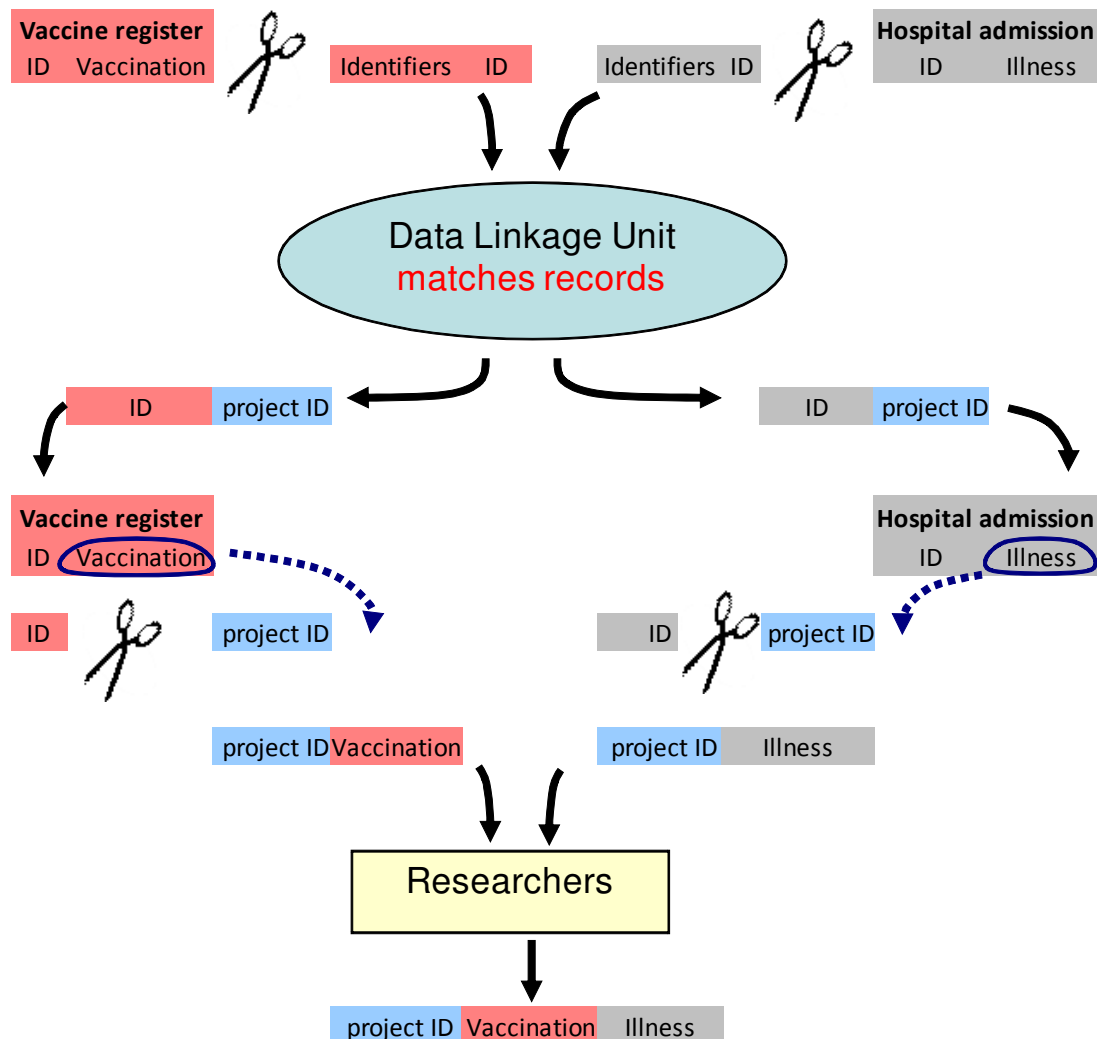 Vaccine register
ID Vaccination
Identifiers ID
Identifiers ID
Hospital admission
ID Illness
Data Linkage Unit
matches records
ID project ID
ID project ID
Vaccine register
ID Vaccination
Hospital admission
ID Illness
ID
project ID
ID
project ID
project ID Vaccination
project ID Illness
Researchers
project ID Vaccination Illness